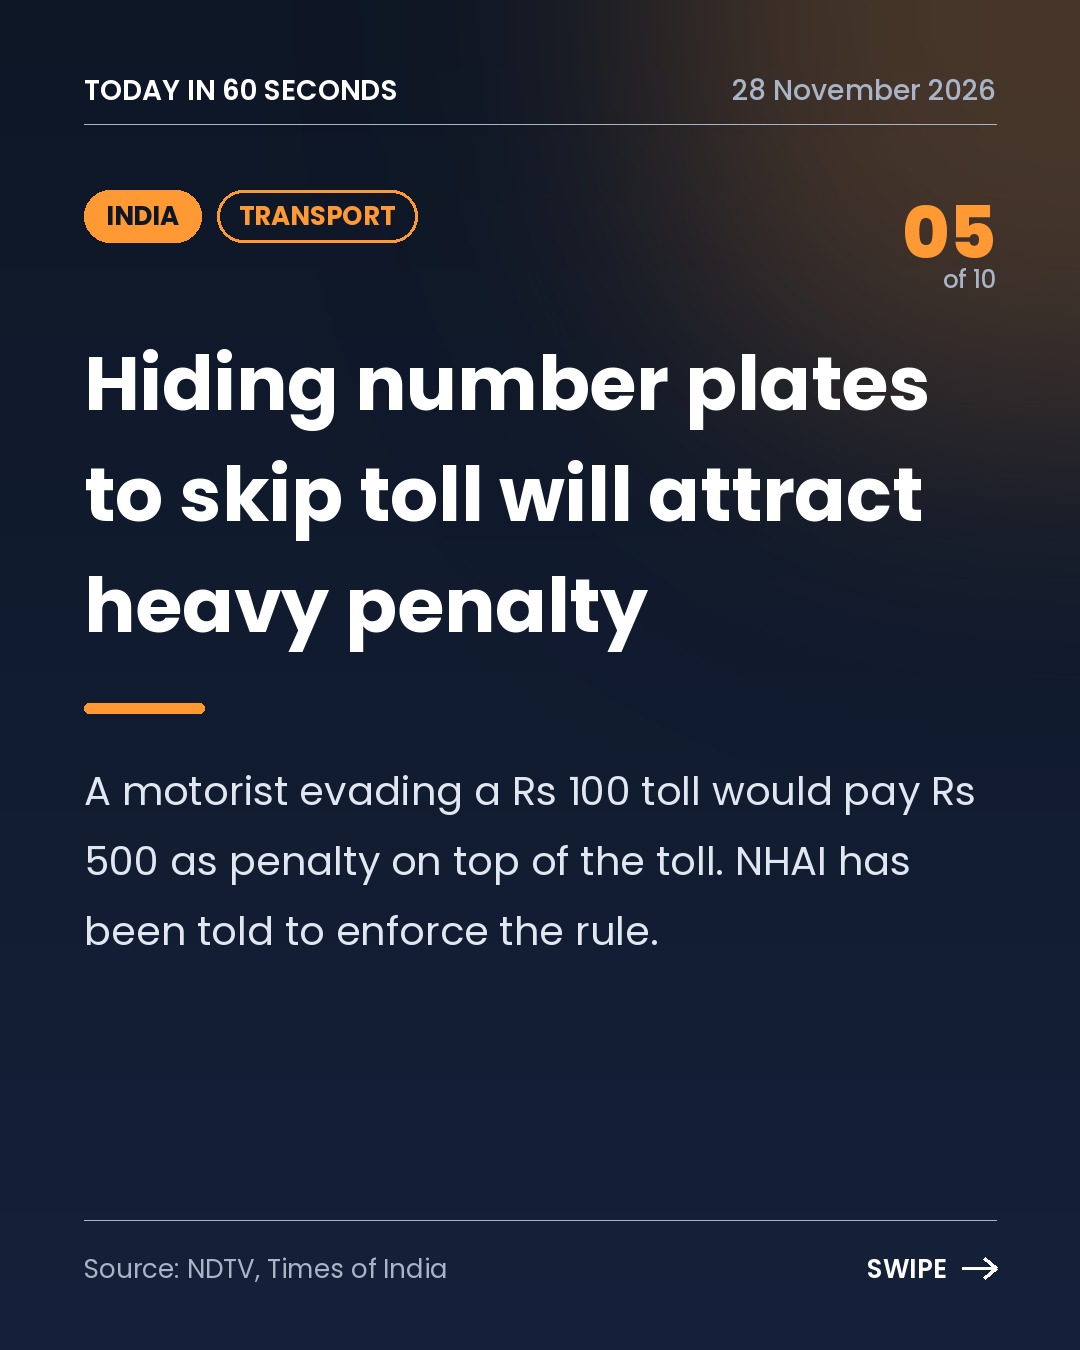 TODAY IN 60 SECONDS
28 November 2026
INDIA
TRANSPORT
05
of 10
Hiding number plates
to skip toll will attract
heavy penalty
A motorist evading a Rs 100 toll would pay Rs
500 as penalty on top of the toll. NHAI has
been told to enforce the rule.
Source: NDTV, Times of India
SWIPE →